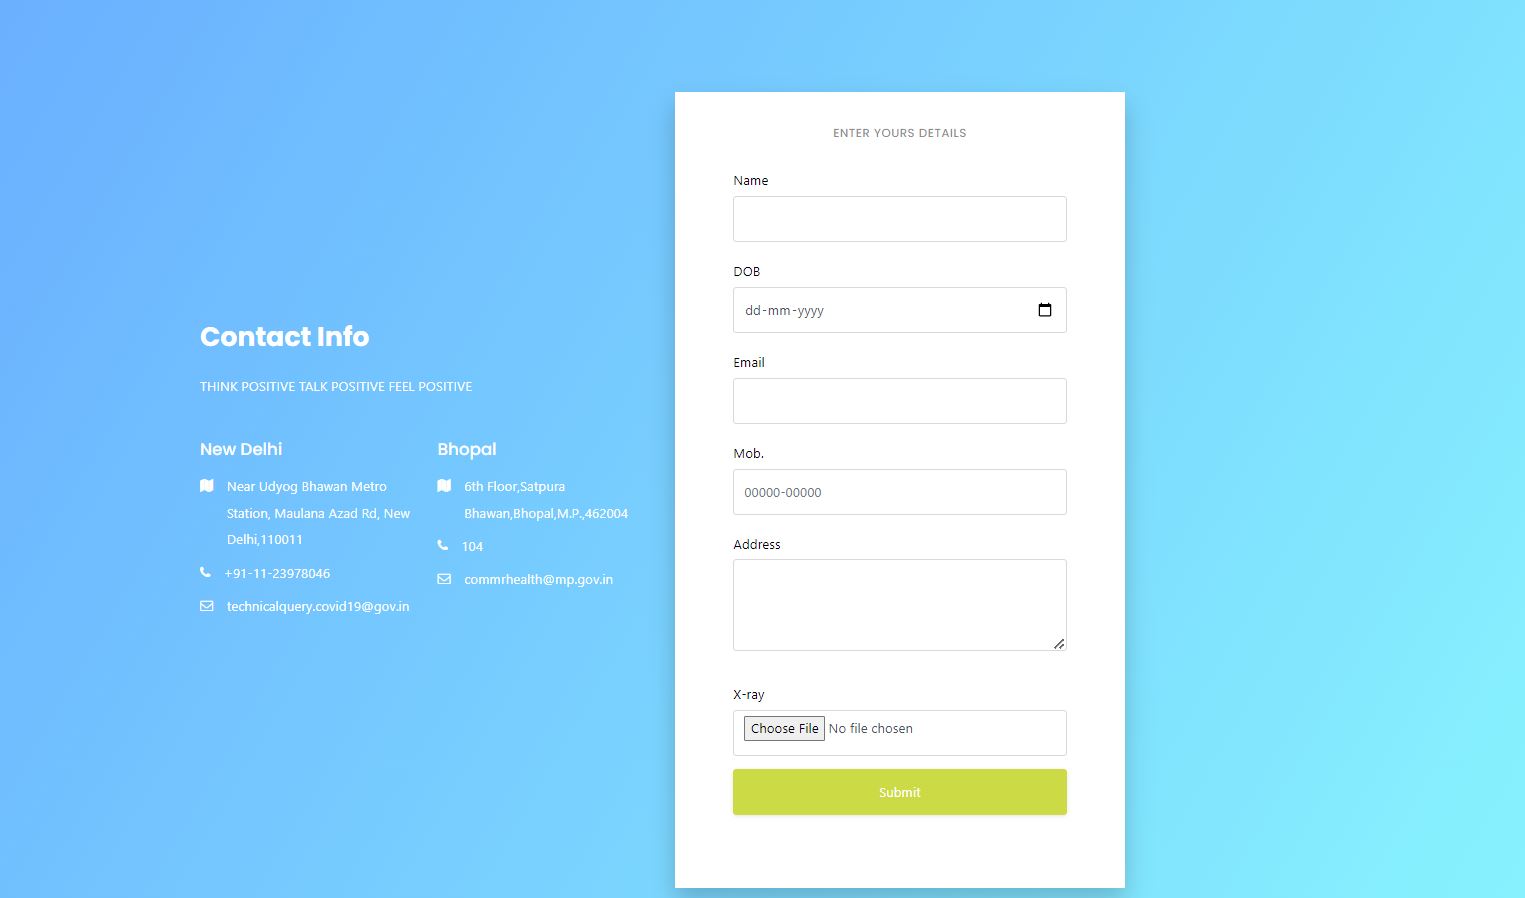 Contact Info
THINK POSITIVE TALK POSITIVE FEEL POSITIVE
New Delhi
Near Udyog Bhawan Metro
Station, Maulana Azad Rd, New
Delhi,110011
+91-11-23978046
technicalquery.covid19@gov.in
Bhopal
6th Floor,Satpura
Bhawan,Bhopal,M.P.,462004
104
commrhealth@mp.gov.in
ENTER YOURS DETAILS
Name
DOB
dd-mm-yyyy
Email
Mob.
00000-00000
Address
X-ray
Choose File No file chosen
Submit